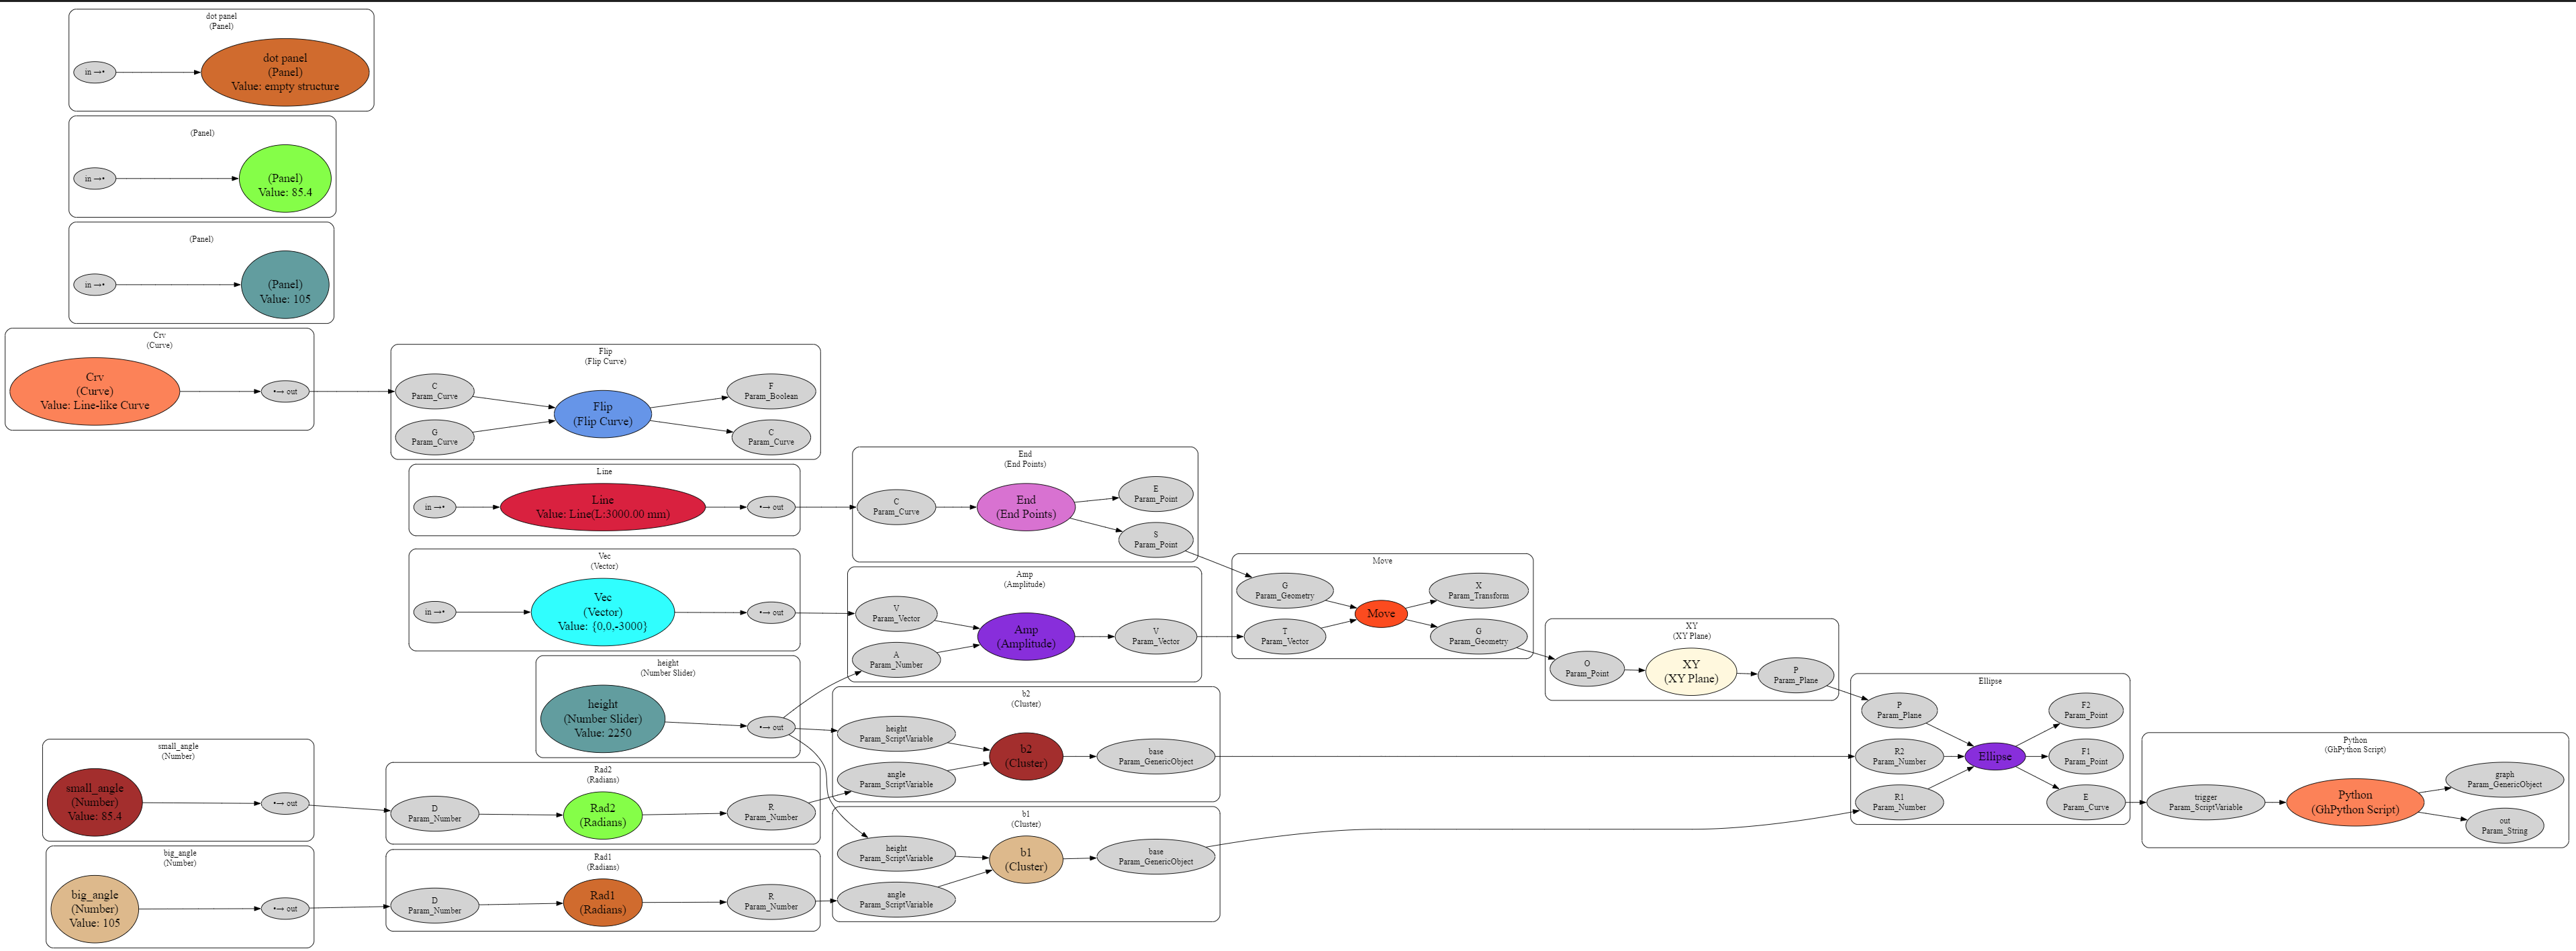 dot panel
(Panel)
in →•
dot panel
(Panel)
Value: empty structure
(Panel)
in →•
(Panel)
Value: 85.4
(Panel)
in →•
(Panel)
Value: 105
Crv
(Curve)
Crv
(Curve)
Value: Line-like Curve
•→ out
Flip
(Flip Curve)
C
Param_Curve
G
Param_Curve
Flip
(Flip Curve)
F
Param_Boolean
C
Param_Curve
Line
in →•
Line
Value: Line(L:3000.00 mm)
•→ out
End
(End Points)
C
Param_Curve
End
(End Points)
E
Param_Point
S
Param_Point
Vec
(Vector)
in →•
Vec
(Vector)
Value: {0,0,-3000}
•→ out
Amp
(Amplitude)
V
Param_Vector
A
Param_Number
Amp
(Amplitude)
V
Param_Vector
Move
G
Param_Geometry
T
Param_Vector
Move
X
Param_Transform
G
Param_Geometry
XY
(XY Plane)
O
Param_Point
XY
(XY Plane)
P
Param_Plane
height
(Number Slider)
height
(Number Slider)
Value: 2250
•→ out
b2
(Cluster)
height
Param_ScriptVariable
angle
Param_ScriptVariable
b2
(Cluster)
base
Param_GenericObject
Ellipse
P
Param_Plane
R2
Param_Number
R1
Param_Number
Ellipse
F2
Param_Point
F1
Param_Point
E
Param_Curve
Python
(GhPython Script)
trigger
Param_ScriptVariable
Python
(GhPython Script)
graph
Param_GenericObject
out
Param_String
small_angle
(Number)
small_angle
(Number)
Value: 85.4
•→ out
Rad2
(Radians)
D
Param_Number
Rad2
(Radians)
R
Param_Number
b1
(Cluster)
height
Param_ScriptVariable
angle
Param_ScriptVariable
b1
(Cluster)
base
Param_GenericObject
big_angle
(Number)
big_angle
(Number)
Value: 105
•→ out
Rad1
(Radians)
D
Param_Number
Rad1
(Radians)
R
Param_Number